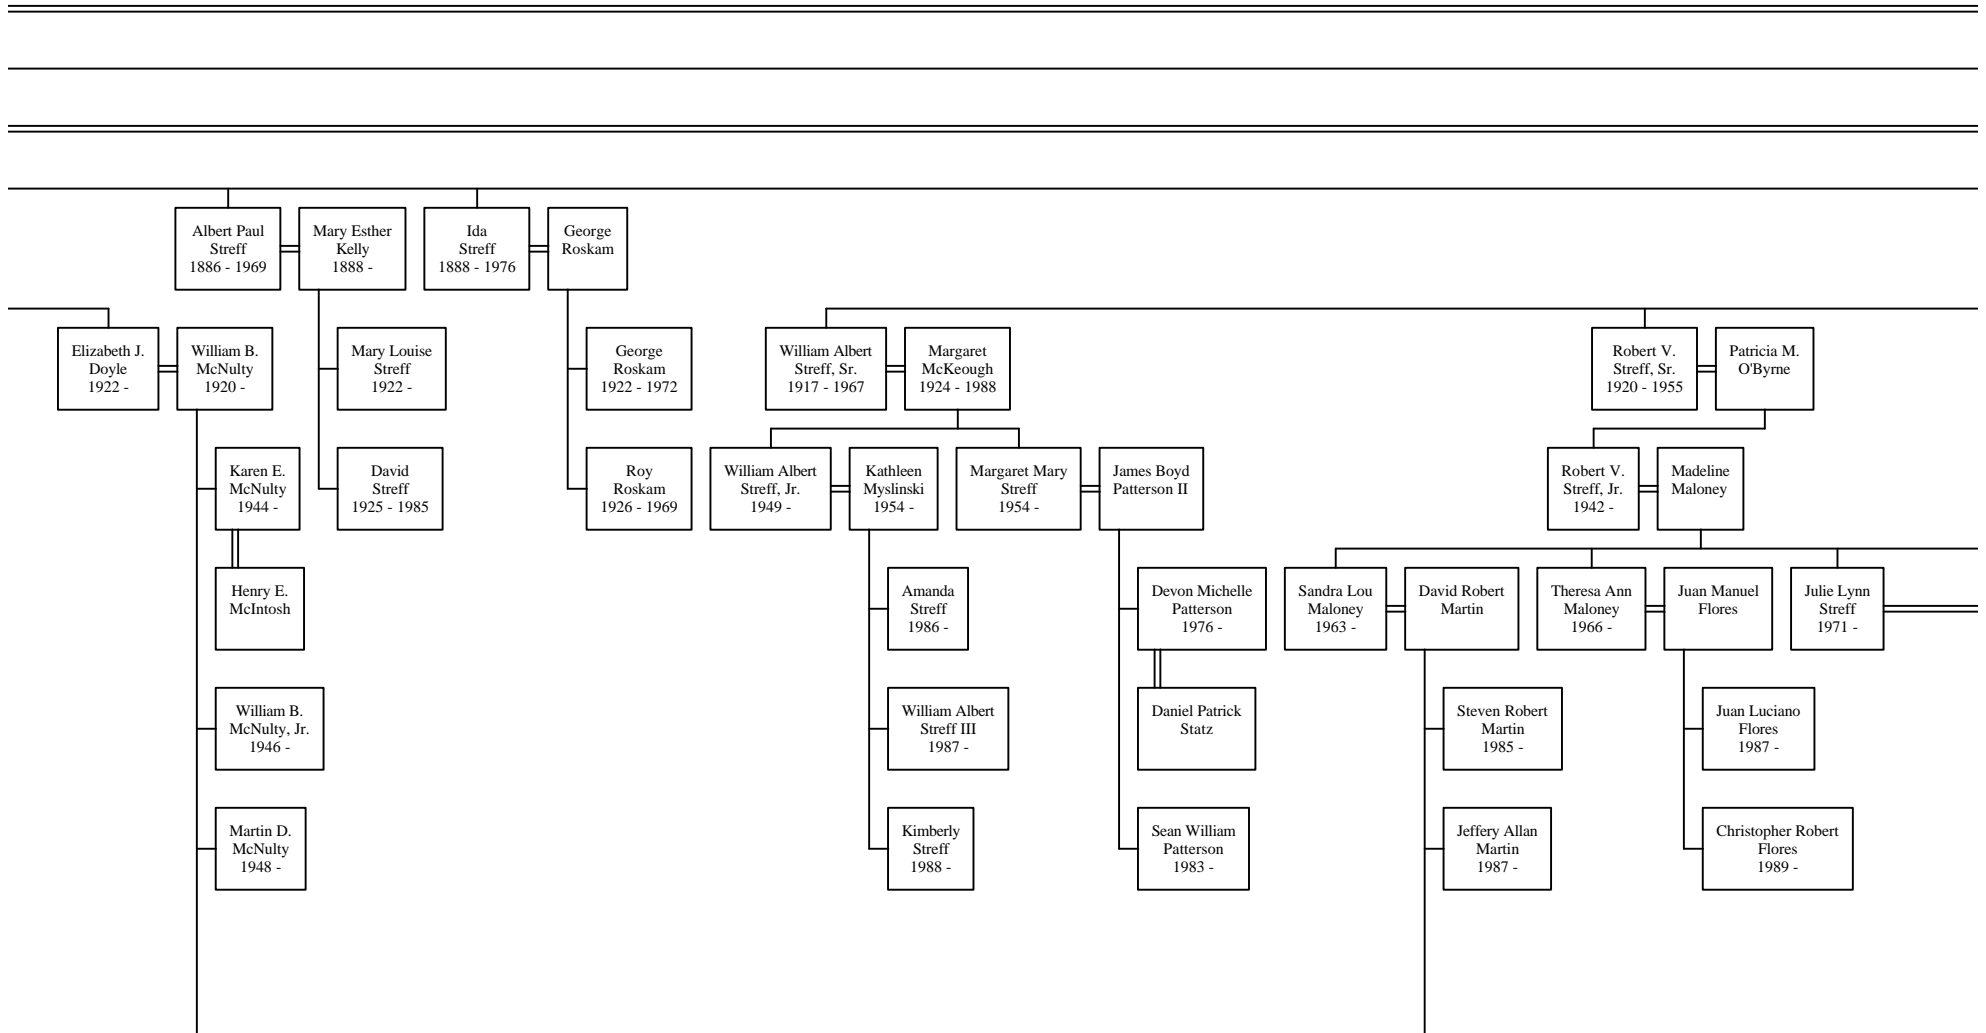 Albert Paul
Streff
1886 - 1969
Mary Esther
Kelly
1888 -
Ida
Streff
1888 - 1976
George
Roskam
Elizabeth J.
Doyle
1922 -
William B.
McNulty
1920 -
Mary Louise
Streff
1922 -
George
Roskam
1922 - 1972
William Albert
Streff, Sr.
1917 - 1967
Margaret
McKeough
1924 - 1988
Robert V.
Streff, Sr.
1920 - 1955
Patricia M.
O'Byrne
Karen E.
McNulty
1944 -
David
Streff
1925 - 1985
Roy
Roskam
1926 - 1969
William Albert
Streff, Jr.
1949 -
Kathleen
Myslinski
1954 -
Margaret Mary
Streff
1954 -
James Boyd
Patterson II
Robert V.
Streff, Jr.
1942 -
Madeline
Maloney
Henry E.
McIntosh
Amanda
Streff
1986 -
Devon Michelle
Patterson
1976 -
Sandra Lou
Maloney
1963 -
David Robert
Martin
Theresa Ann
Maloney
1966 -
Juan Manuel
Flores
Julie Lynn
Streff
1971 -
William B.
McNulty, Jr.
1946 -
William Albert
Streff III
1987 -
Daniel Patrick
Statz
Steven Robert
Martin
1985 -
Juan Luciano
Flores
1987 -
Martin D.
McNulty
1948 -
Kimberly
Streff
1988 -
Sean William
Patterson
1983 -
Jeffery Allan
Martin
1987 -
Christopher Robert
Flores
1989 -